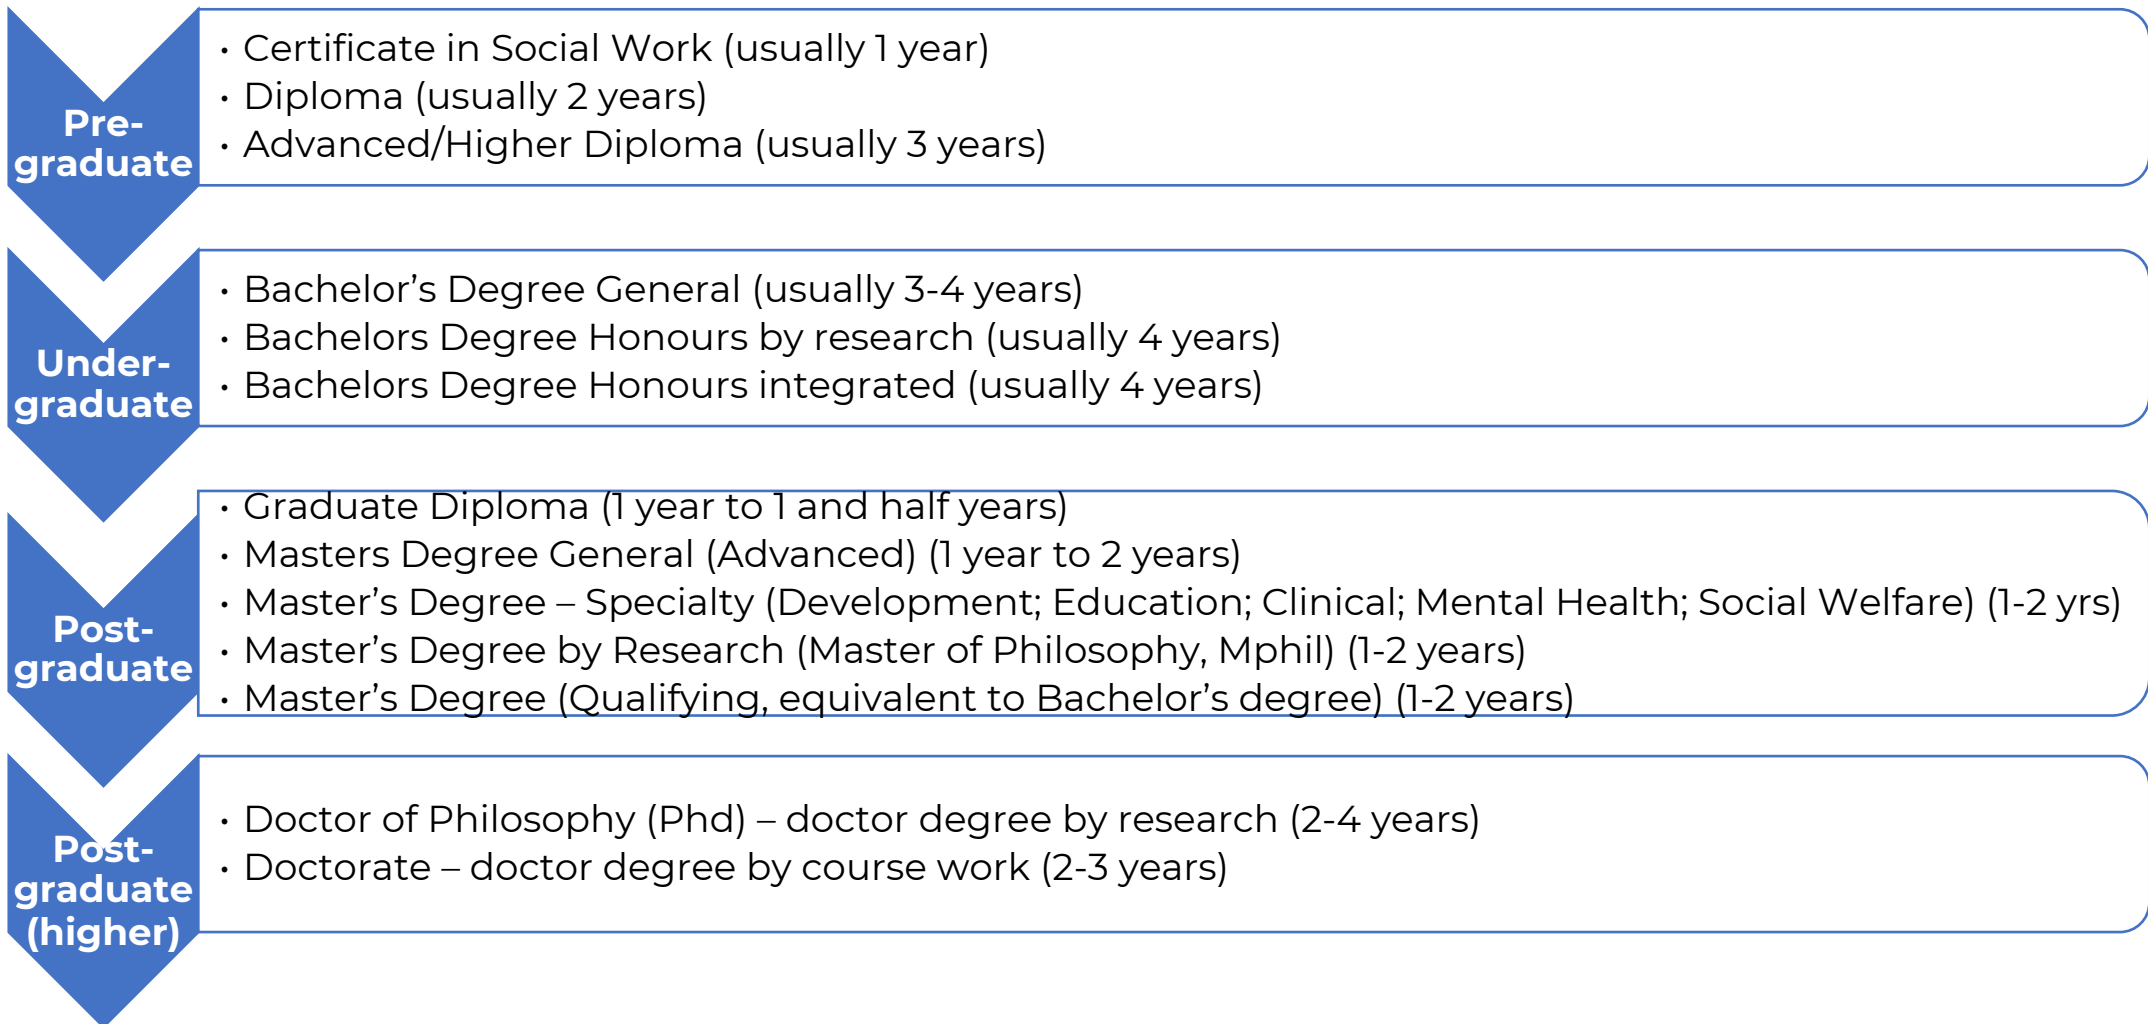 Pre-
graduate
· Certificate in Social Work (usually 1 year)
· Diploma (usually 2 years)
· Advanced/Higher Diploma (usually 3 years)
Under-
graduate
· Bachelor’s Degree General (usually 3-4 years)
· Bachelors Degree Honours by research (usually 4 years)
· Bachelors Degree Honours integrated (usually 4 years)
Post-
graduate
· Graduate Diploma (1 year to 1 and half years)
· Masters Degree General (Advanced) (1 year to 2 years)
· Master’s Degree – Specialty (Development; Education; Clinical; Mental Health; Social Welfare) (1-2 yrs)
· Master’s Degree by Research (Master of Philosophy, Mphil) (1-2 years)
· Master’s Degree (Qualifying, equivalent to Bachelor’s degree) (1-2 years)
Post-
graduate
(higher)
· Doctor of Philosophy (Phd) – doctor degree by research (2-4 years)
· Doctorate – doctor degree by course work (2-3 years)